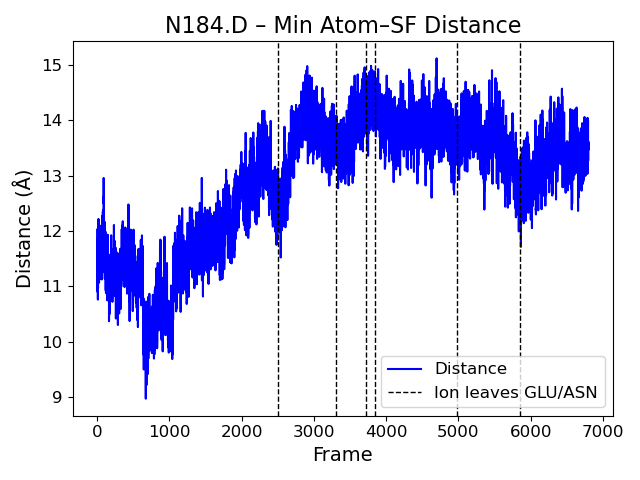 N184.D – Min Atom–SF Distance
Distance (Å)
15
14
13
12
11
10
9
Distance
Ion leaves GLU/ASN
0 1000 2000 3000 4000 5000 6000 7000
Frame